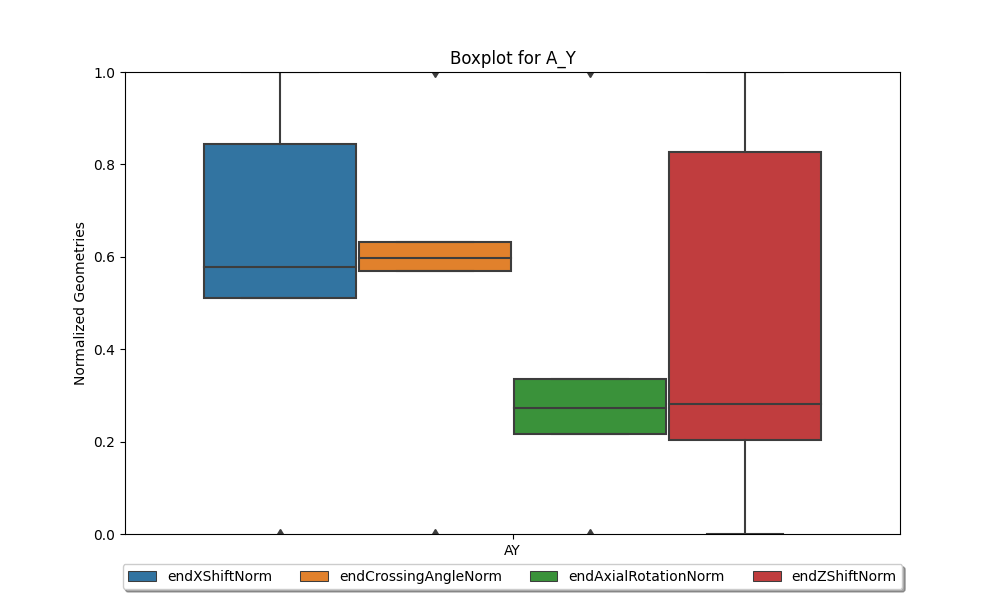 Boxplot for A_Y
1.0
0.8
0.6
0.4
0.2
0.0
Normalized Geometries
AY
endXShiftNorm endCrossingAngleNorm endAxialRotationNorm endZShiftNorm